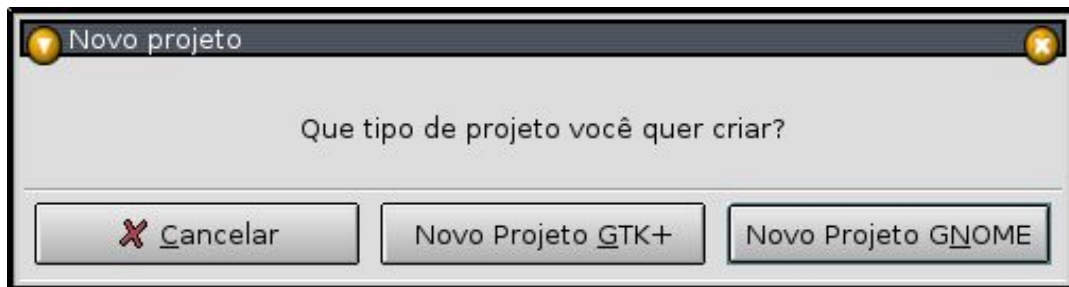 Novo projeto
Que tipo de projeto você quer criar?
Cancelar
Novo Projeto GTK+
Novo Projeto GNOME